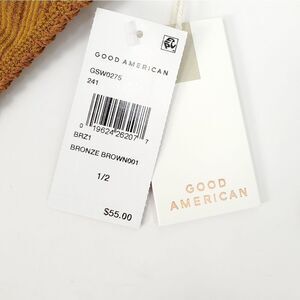 GOOD AMERICAN
GSW0275
241
0 19624 26207 7
BRZ1
BRONZE BROWN001
1/2
$55.00
GOOD
AMERICAN